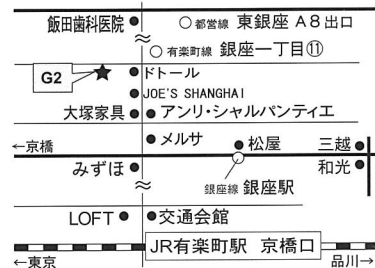 飯田歯科医院 ○都営線 東銀座 A8出口
○有楽町線 銀座一丁目⑪
G2 ドトール
JOE'S SHANGHAI
大塚家具 アンリ・シャルパンティエ
メルサ
←京橋 松屋 三越
みずほ 和光
銀座線 銀座駅
LOFT 交通会館
JR有楽町駅 京橋口
←東京 品川→